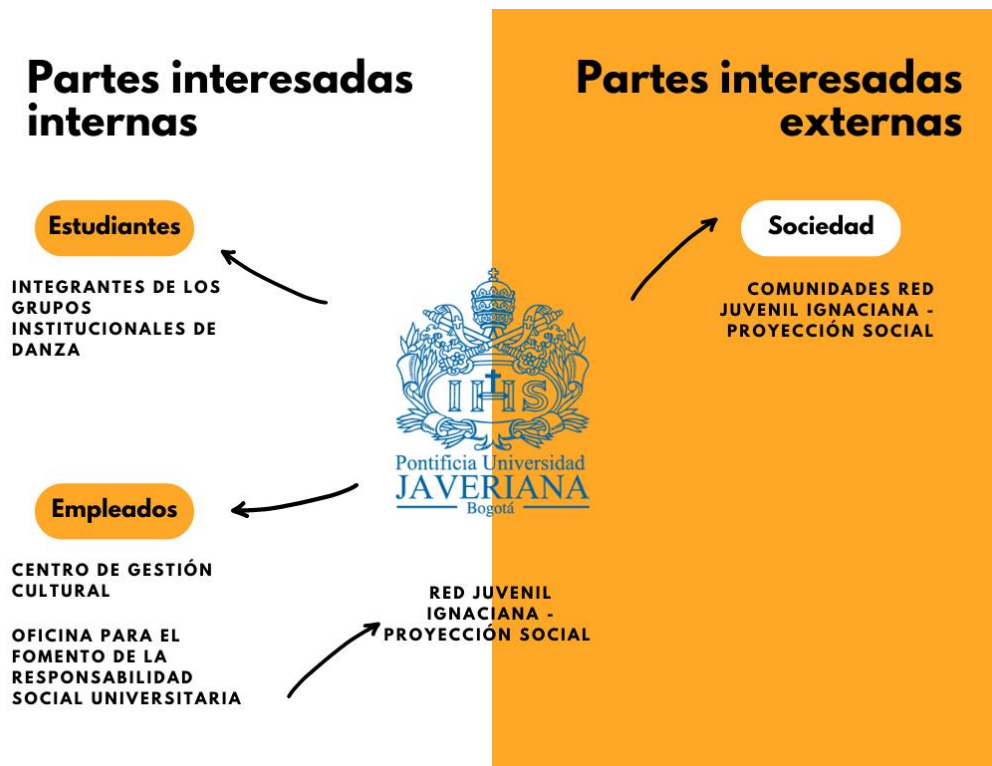 Partes interesadas
internas
Estudiantes
INTEGRANTES DE LOS
GRUPOS
INSTITUCIONALES DE
DANZA
Empleados
CENTRO DE GESTIÓN
CULTURAL
OFICINA PARA EL
FOMENTO DE LA
RESPONSABILIDAD
SOCIAL UNIVERSITARIA
IHS
Pontificia Universidad
JAVERIANA
Bogotá
RED JUVENIL
IGNACIANA -
PROYECCIÓN SOCIAL
Partes interesadas
externas
Sociedad
COMUNIDADES RED
JUVENIL IGNACIANA -
PROYECCIÓN SOCIAL